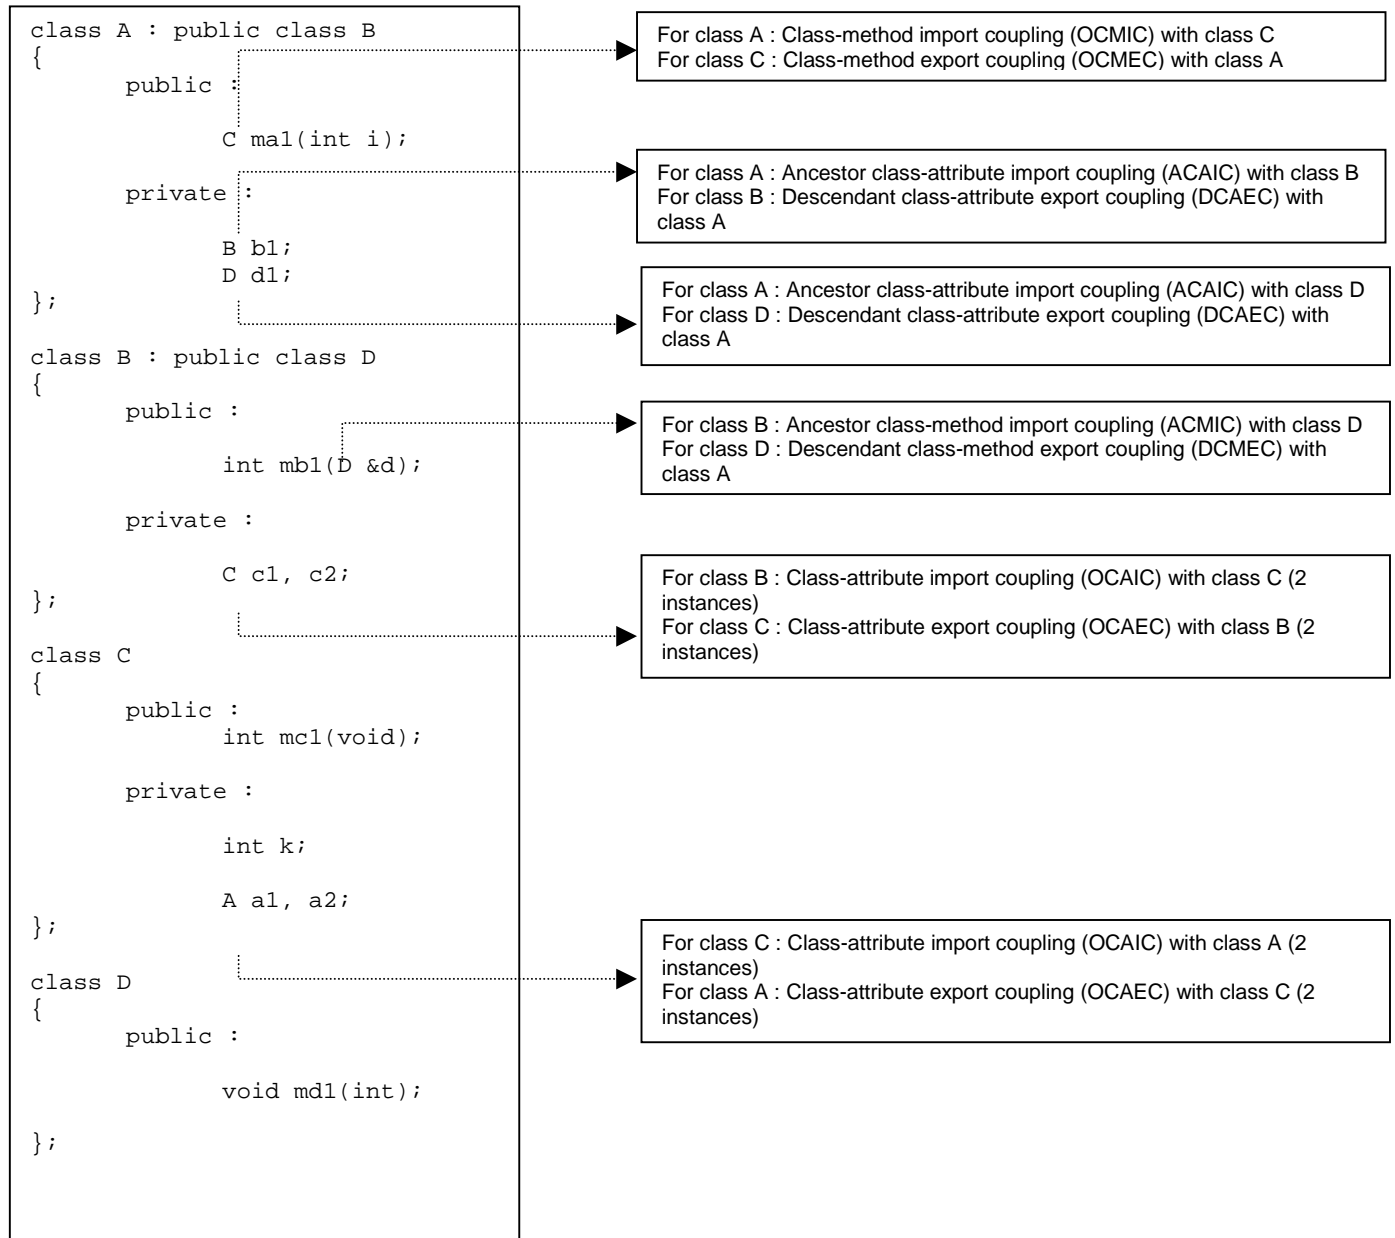 class A : public class B
{
public :
C ma1(int i);
private :
B b1;
D d1;
};
class B : public class D
{
public :
int mb1(D &d);
private :
C c1, c2;
};
class C
{
public :
int mc1(void);
private :
int k;
A a1, a2;
};
class D
{
public :
void md1(int);
};
For class A : Class-method import coupling (OCMIC) with class C
For class C : Class-method export coupling (OCMEC) with class A
For class A : Ancestor class-attribute import coupling (ACAIC) with class B
For class B : Descendant class-attribute export coupling (DCAEC) with
class A
For class A : Ancestor class-attribute import coupling (ACAIC) with class D
For class D : Descendant class-attribute export coupling (DCAEC) with
class A
For class B : Ancestor class-method import coupling (ACMIC) with class D
For class D : Descendant class-method export coupling (DCMEC) with
class A
For class B : Class-attribute import coupling (OCAIC) with class C (2
instances)
For class C : Class-attribute export coupling (OCAEC) with class B (2
instances)
For class C : Class-attribute import coupling (OCAIC) with class A (2
instances)
For class A : Class-attribute export coupling (OCAEC) with class C (2
instances)